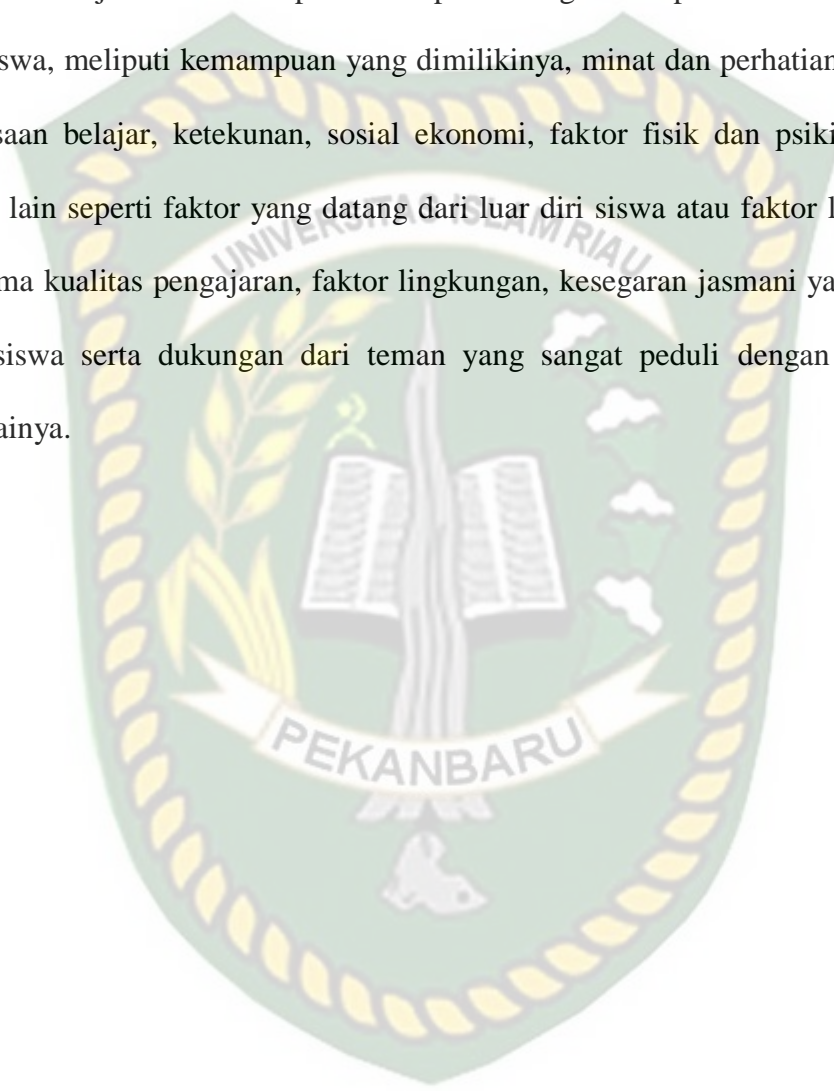 swa, meliputi kemampuan yang dimilikinya, minat dan perhatian
saan belajar, ketekunan, sosial ekonomi, faktor fisik dan psiki
lain seperti faktor yang datang dari luar diri siswa atau faktor l
ma kualitas pengajaran, faktor lingkungan, kesegaran jasmani ya
siswa serta dukungan dari teman yang sangat peduli dengan
ainya.
UNIVERSITAS ISLAM RIAU
PEKANBARU